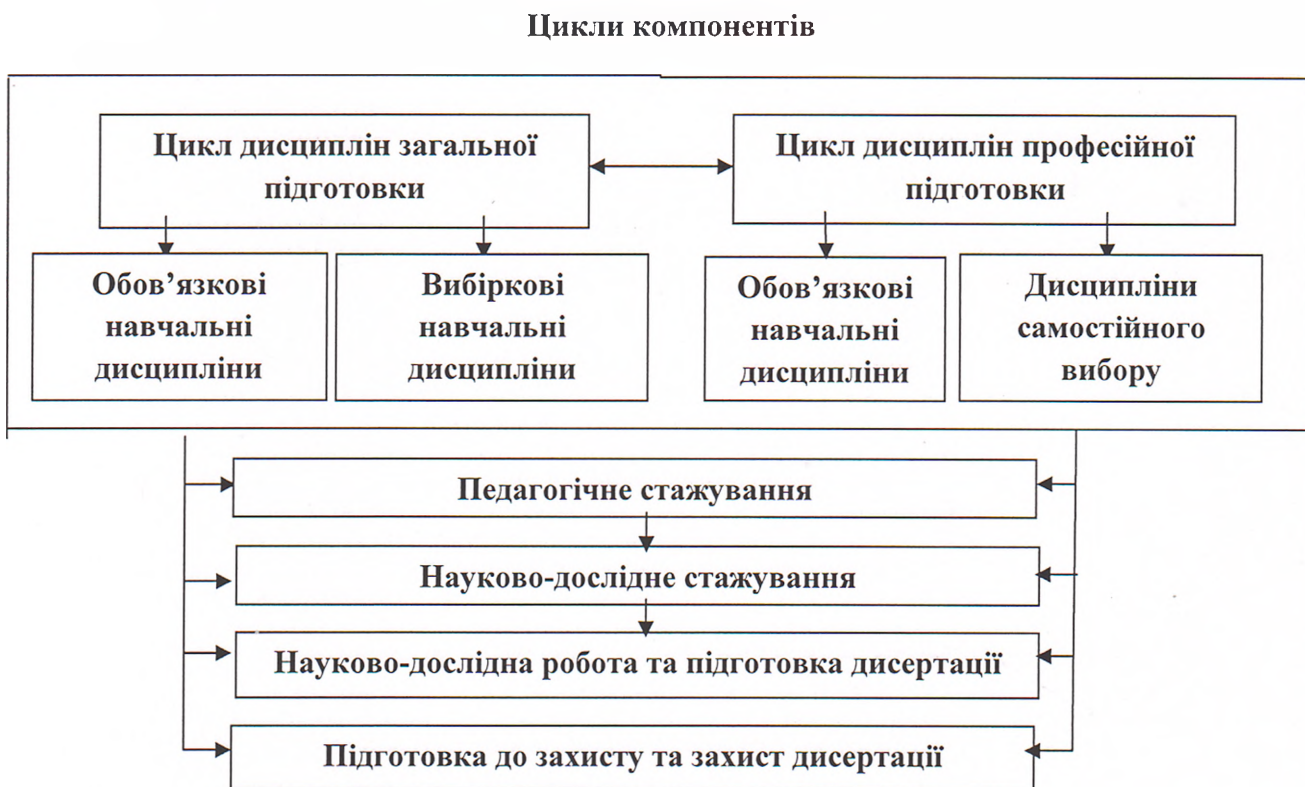 Цикли компонентів
Цикл дисциплін загальної
підготовки
Цикл дисциплін професійної
підготовки
Обов’язкові
навчальні
дисципліни
Вибіркові
навчальні
дисципліни
Обов’язкові
навчальні
дисципліни
Дисципліни
самостійного
вибору
Педагогічне стажування
Науково-дослідне стажування
Науково-дослідна робота та підготовка дисертації
Підготовка до захисту та захист дисертації